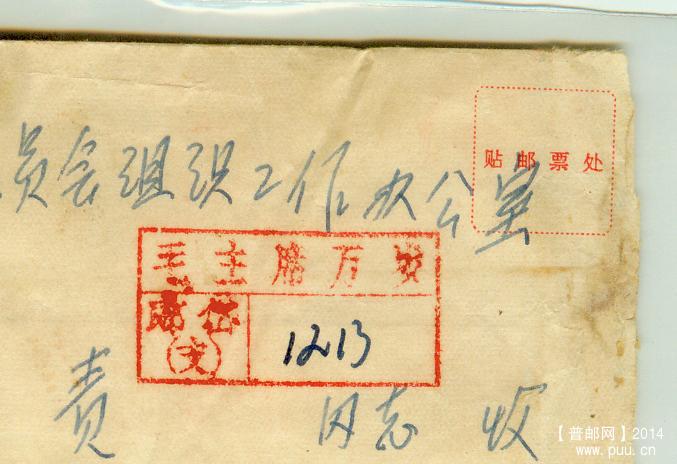 贴邮票处
员会组织工作办公室
毛主席万岁
(文)
1213
责 同志 收
【普邮网】2014
www.puu.cn